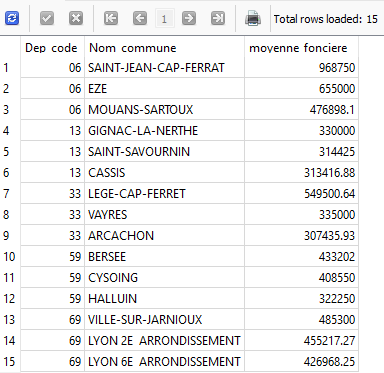 1 Total rows loaded: 15
Dep code Nom commune moyenne fonciere
1 06 SAINT-JEAN-CAP-FERRAT 968750
2 06 EZE 655000
3 06 MOUANS-SARTOUX 476898.1
4 13 GIGNAC-LA-NERTHE 330000
5 13 SAINT-SAVOURNIN 314425
6 13 CASSIS 313416.88
7 33 LEGE-CAP-FERRET 549500.64
8 33 VAYRES 335000
9 33 ARCACHON 307435.93
10 59 BERSEE 433202
11 59 CYSOING 408550
12 59 HALLUIN 322250
13 69 VILLE-SUR-JARNIOUX 485300
14 69 LYON 2E ARRONDISSEMENT 455217.27
15 69 LYON 6E ARRONDISSEMENT 426968.25